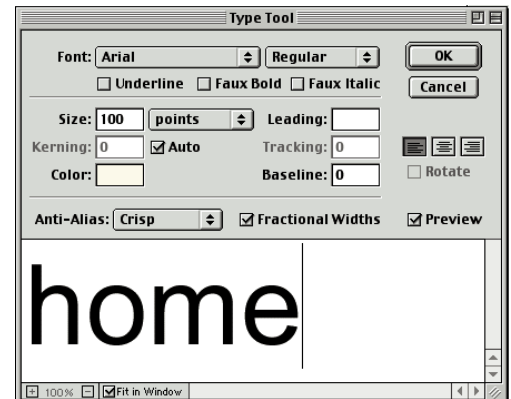 Type Tool
Font: Arial Regular OK
Underline Faux Bold Faux Italic Cancel
Size: 100 points Leading:
Kerning: 0 Auto Tracking: 0
Color: Baseline: 0 Rotate
Anti-Alias: Crisp Fractional Widths Preview
home
100% Fit in Window